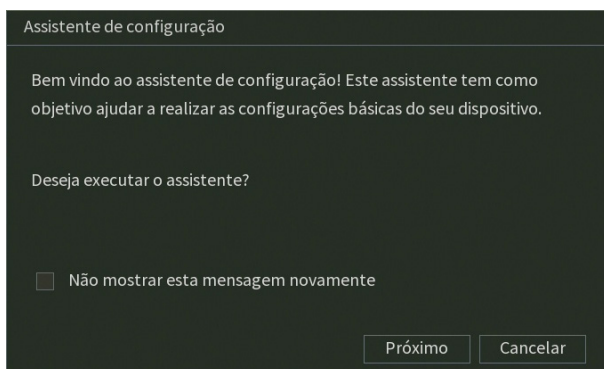 Assistente de configuração
Bem vindo ao assistente de configuração! Este assistente tem como
objetivo ajudar a realizar as configurações básicas do seu dispositivo.
Deseja executar o assistente?
Não mostrar esta mensagem novamente
Próximo Cancelar